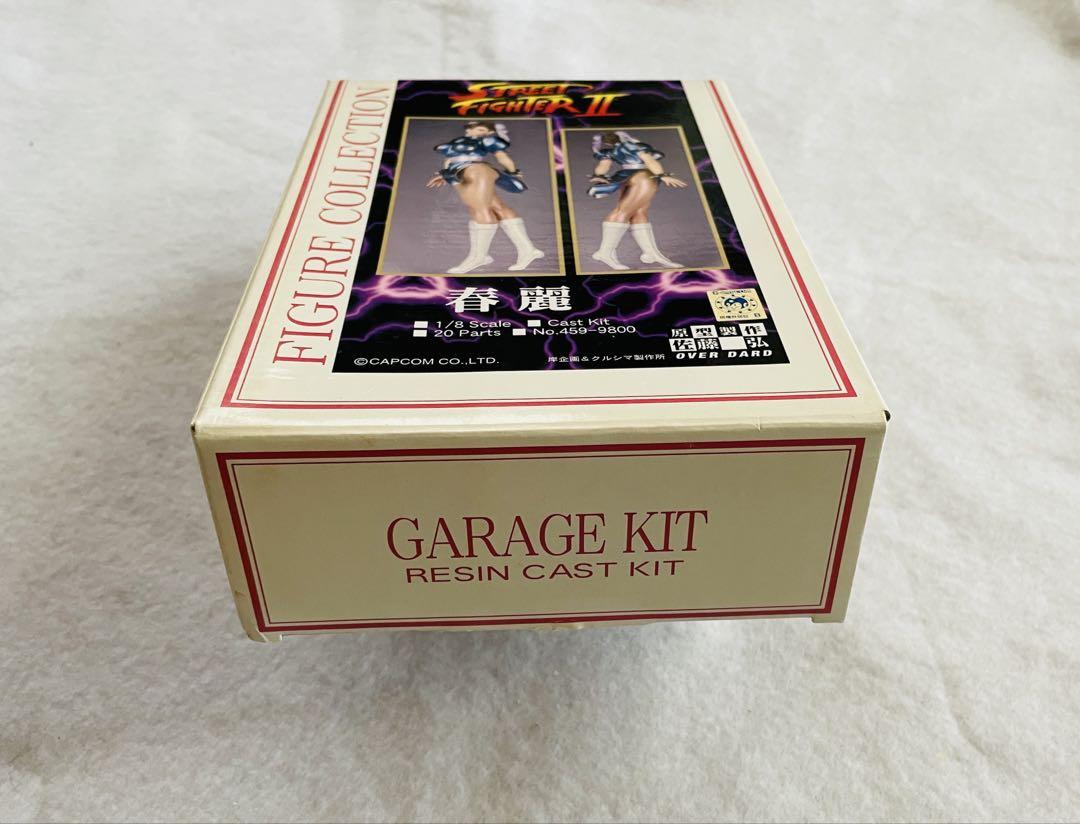 FIGURE COLLECTION
STREET
FIGHTER II
春麗
■ 1/8 Scale ■ Cast Kit
■ 20 Parts ■ No.459-9800
原型製作
佐藤 弘
OVER DARD
©CAPCOM CO.,LTD.
岸企画&クルシマ製作所
GARAGE KIT
RESIN CAST KIT